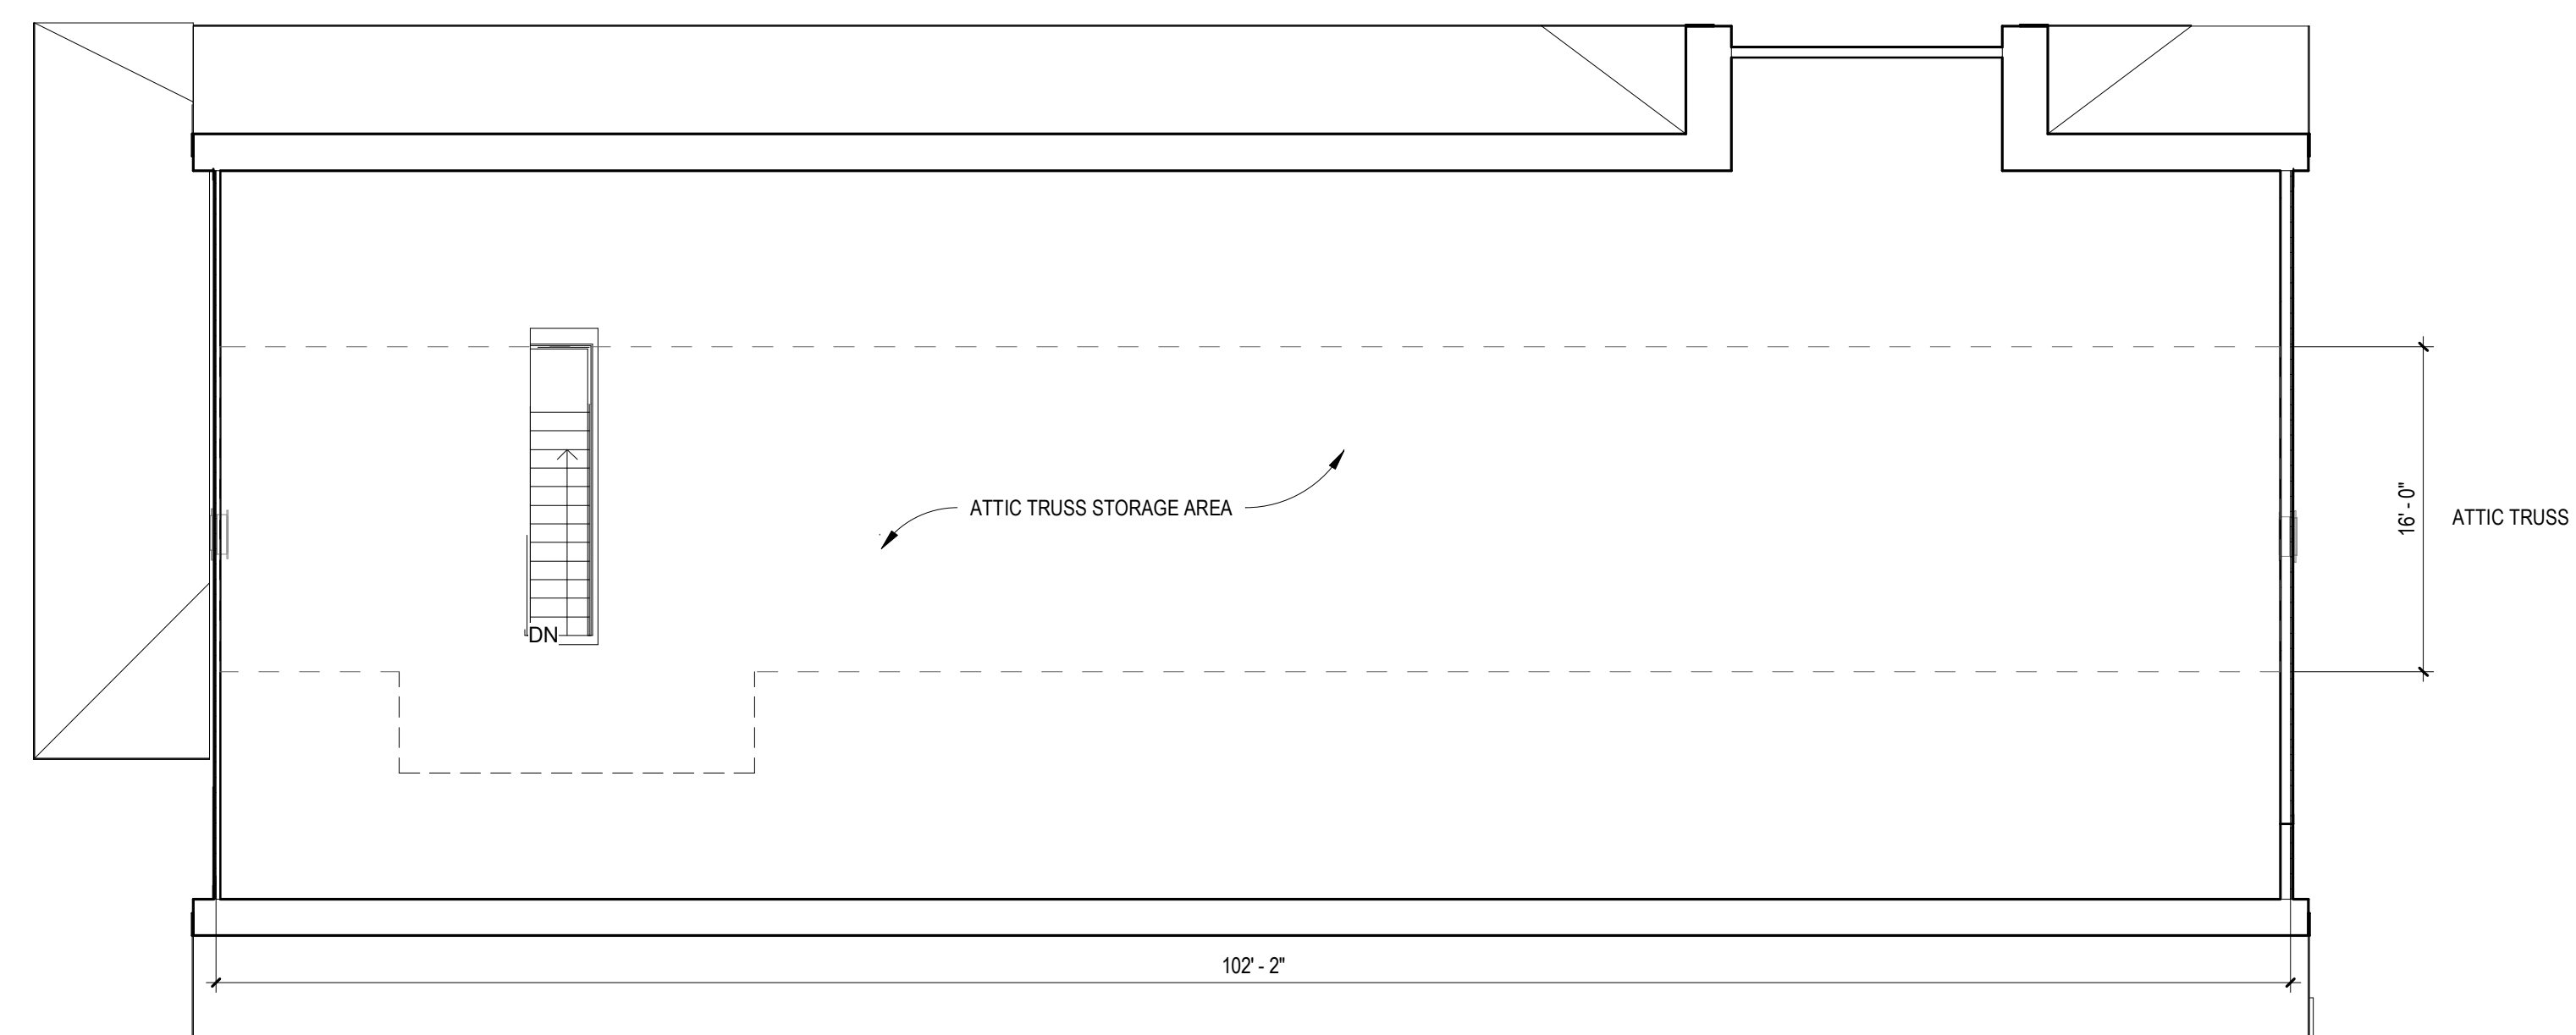 ATTIC TRUSS STORAGE AREA
16' - 0"
ATTIC TRUSS
DN
102' - 2"